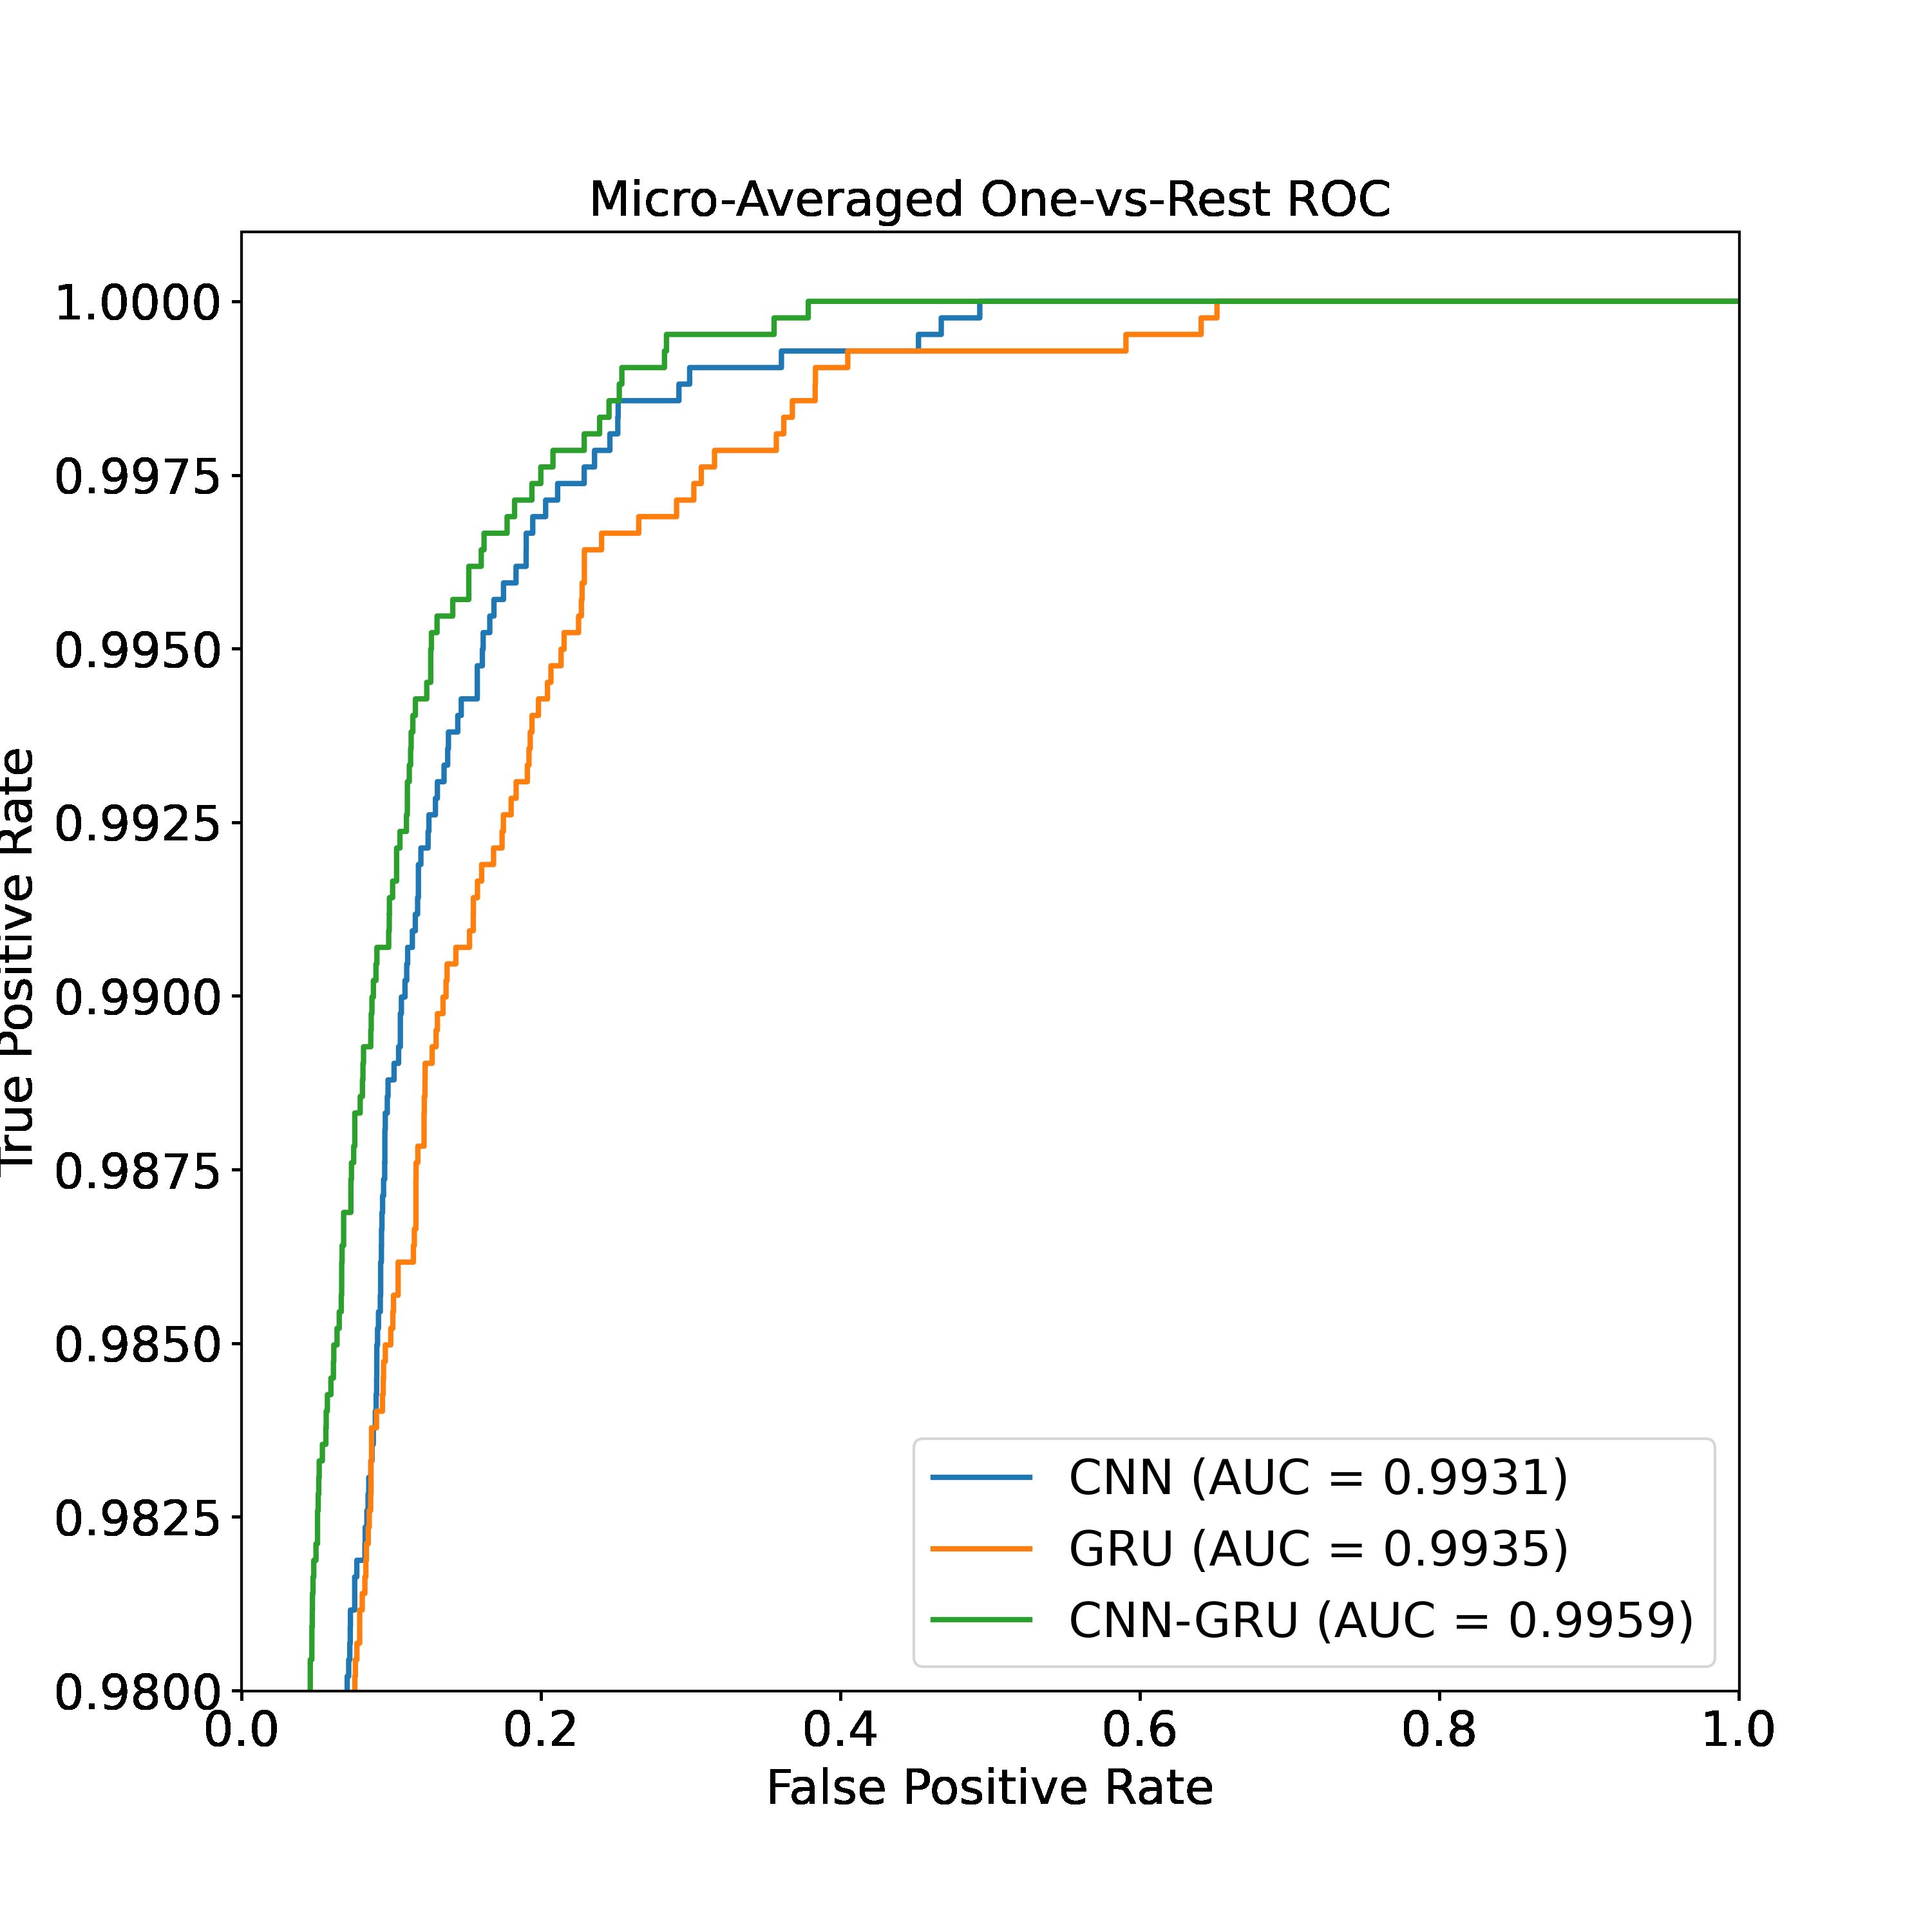 Micro-Averaged One-vs-Rest ROC
1.0000
0.9975
0.9950
0.9925
0.9900
0.9875
0.9850
0.9825
0.9800
True Positive Rate
CNN (AUC = 0.9931)
GRU (AUC = 0.9935)
CNN-GRU (AUC = 0.9959)
0.0 0.2 0.4 0.6 0.8 1.0
False Positive Rate